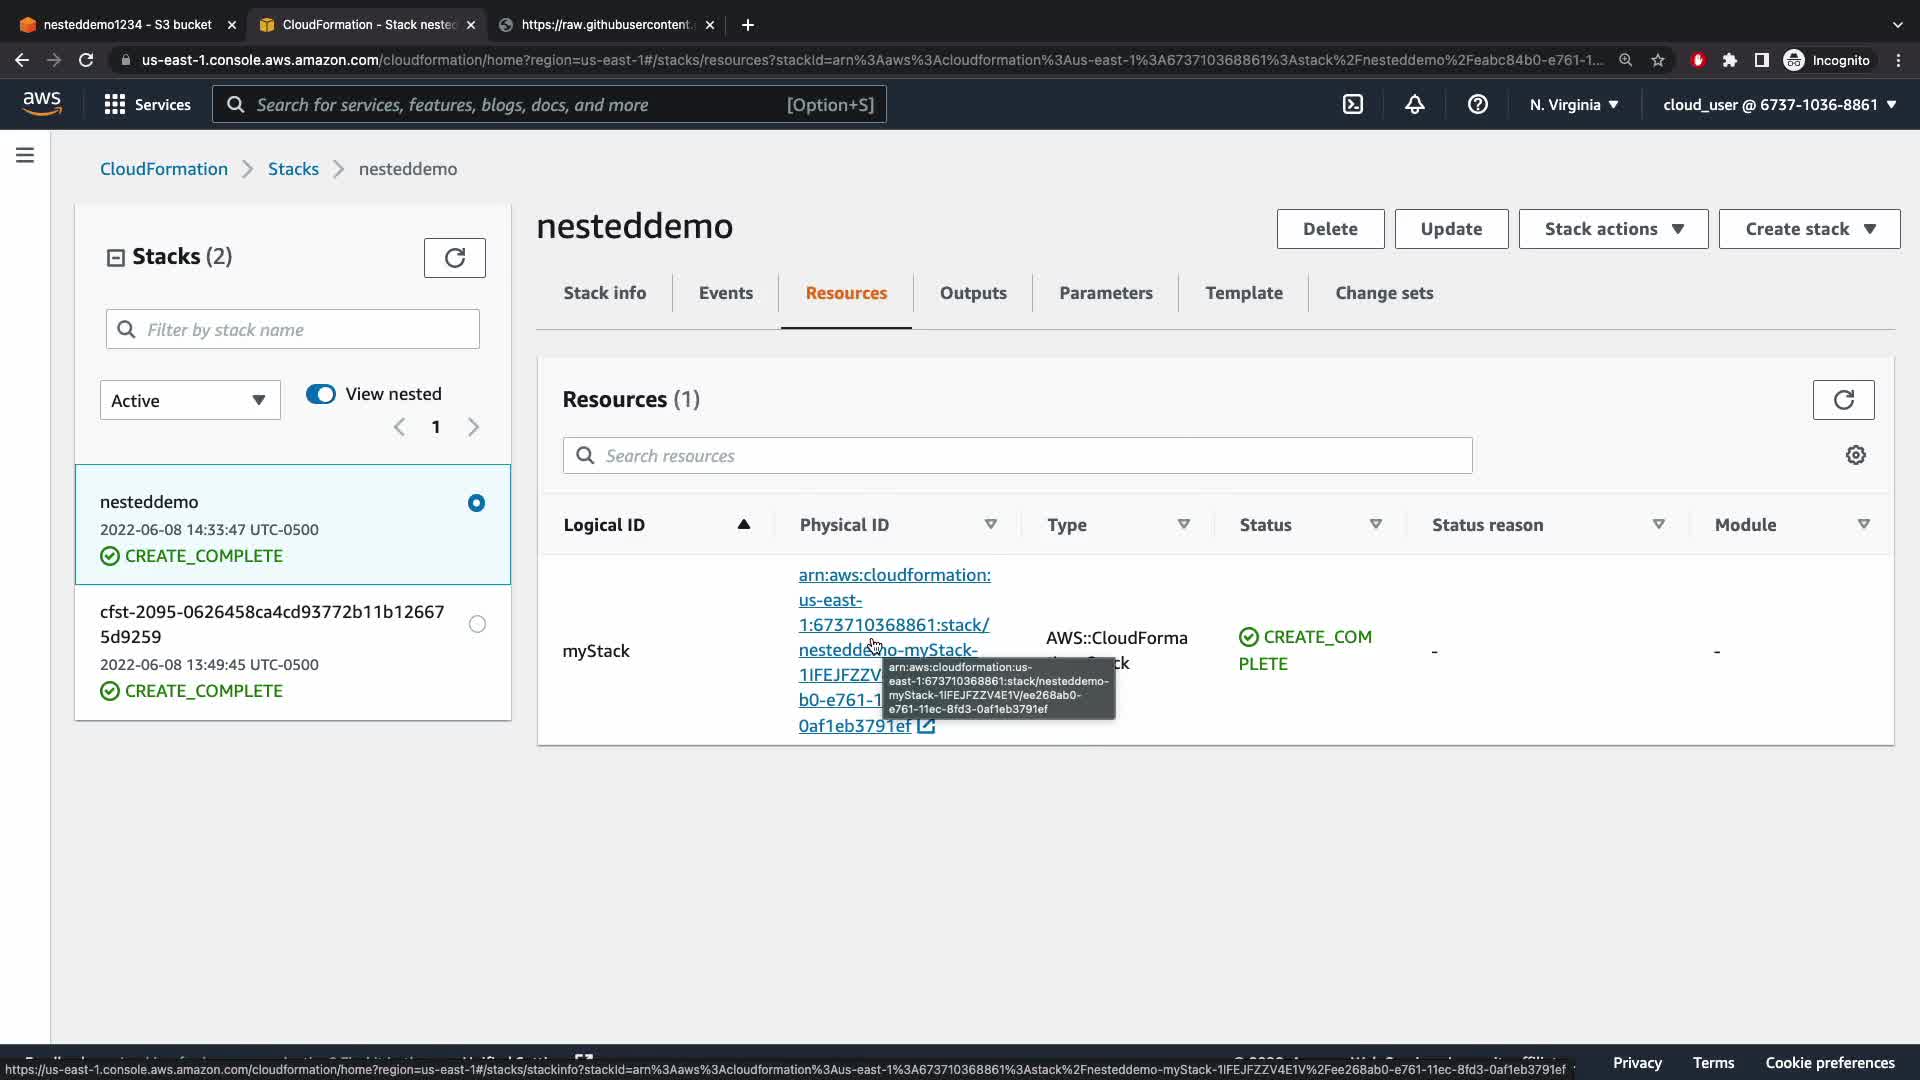 nesteddemo1234 - S3 bucket
CloudFormation - Stack nested
https://raw.githubusercontent.
us-east-1.console.aws.amazon.com/cloudformation/home?region=us-east-1#/stacks/resources?stackId=arn%3Aaws%3Acloudformation%3Aus-east-1%3A673710368861%3Astack%2Fnesteddemo%2Feabc84b0-e761-1...
Incognito
aws
Services
Search for services, features, blogs, docs, and more
[Option+S]
N. Virginia
cloud_user @ 6737-1036-8861
CloudFormation
Stacks
nesteddemo
Stacks (2)
Filter by stack name
Active
View nested
1
nesteddemo
2022-06-08 14:33:47 UTC-0500
CREATE_COMPLETE
cfst-2095-0626458ca4cd93772b11b12667
5d9259
2022-06-08 13:49:45 UTC-0500
CREATE_COMPLETE
nesteddemo
Delete
Update
Stack actions
Create stack
Stack info
Events
Resources
Outputs
Parameters
Template
Change sets
Resources (1)
Search resources
Logical ID
Physical ID
Type
Status
Status reason
Module
myStack
arn:aws:cloudformation:
us-east-
1:673710368861:stack/
nesteddemo-myStack-
1IFEJFZZV
b0-e761-1
0af1eb3791ef
AWS::CloudForma
ck
CREATE_COM
PLETE
-
-
arn:aws:cloudformation:us-
east-1:673710368861:stack/nesteddemo-
myStack-1IFEJFZZV4E1V/ee268ab0-
e761-11ec-8fd3-0af1eb3791ef
Privacy
Terms
Cookie preferences
https://us-east-1.console.aws.amazon.com/cloudformation/home?region=us-east-1#/stacks/stackinfo?stackId=arn%3Aaws%3Acloudformation%3Aus-east-1%3A673710368861%3Astack%2Fnesteddemo-myStack-1IFEJFZZV4E1V%2Fee268ab0-e761-11ec-8fd3-0af1eb3791ef